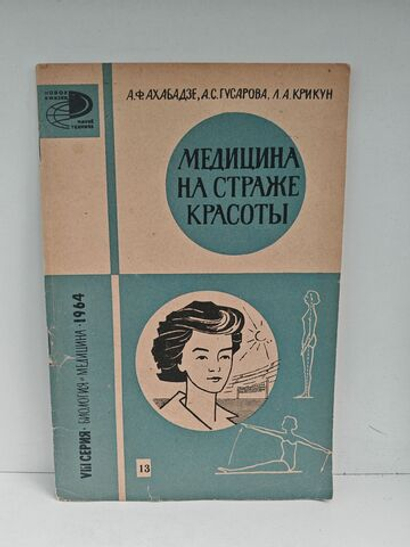 НОВОЕ
В ЖИЗНИ
НАУКЕ
ТЕХНИКЕ
А.Ф.АХАБАДЗЕ, А.С.ГУСАРОВА, Л.А.КРИКУН
МЕДИЦИНА
НА СТРАЖЕ
КРАСОТЫ
VIII СЕРИЯ · БИОЛОГИЯ · МЕДИЦИНА · 1964
13